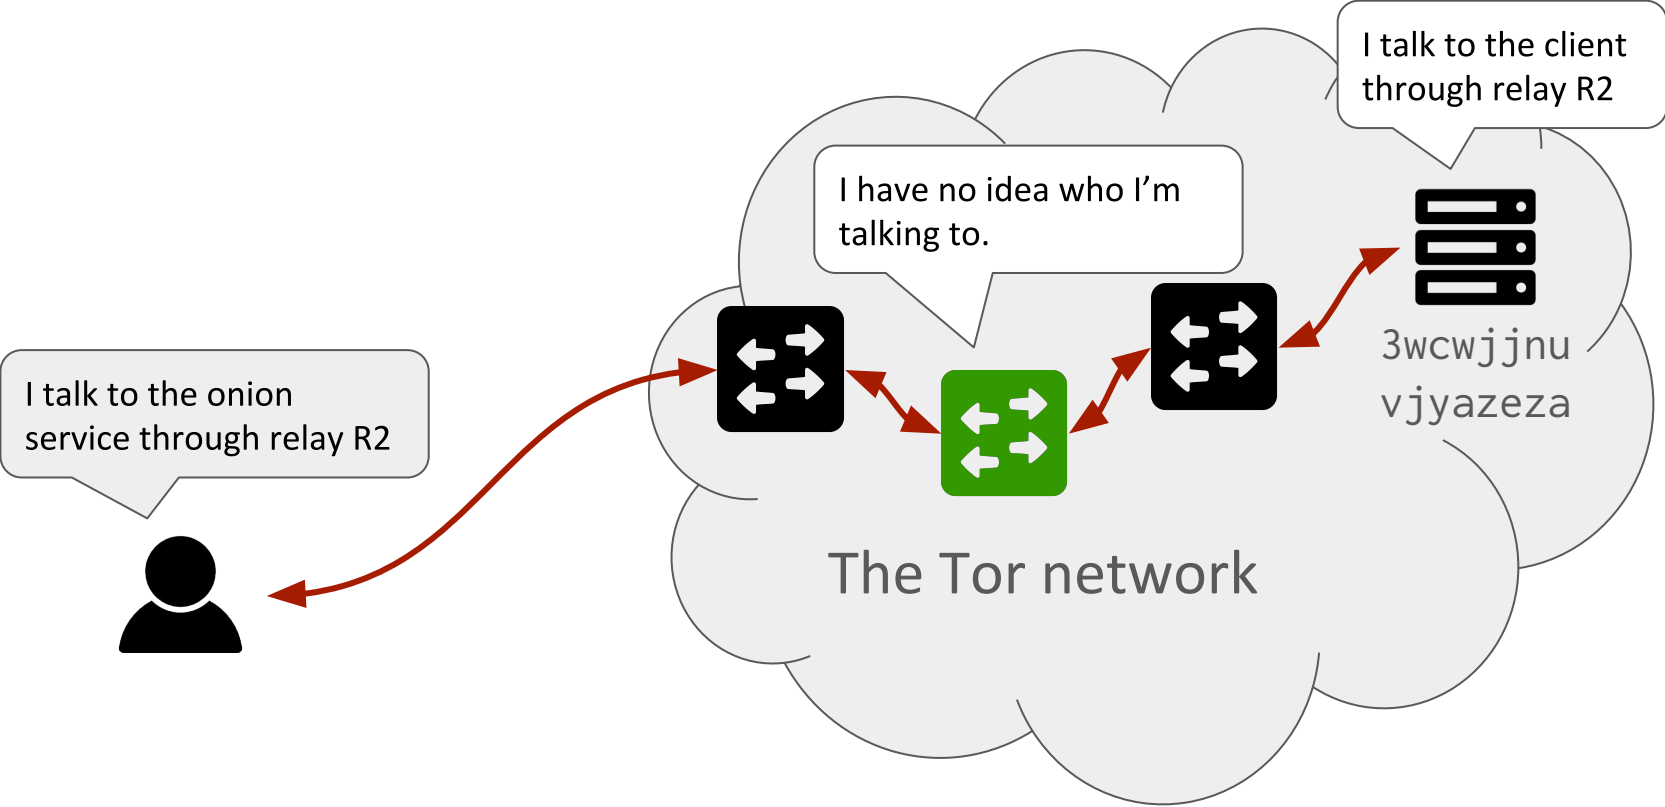 I talk to the client
through relay R2
I have no idea who I’m
talking to.
3wcwjjnu
vjyazeza
I talk to the onion
service through relay R2
The Tor network